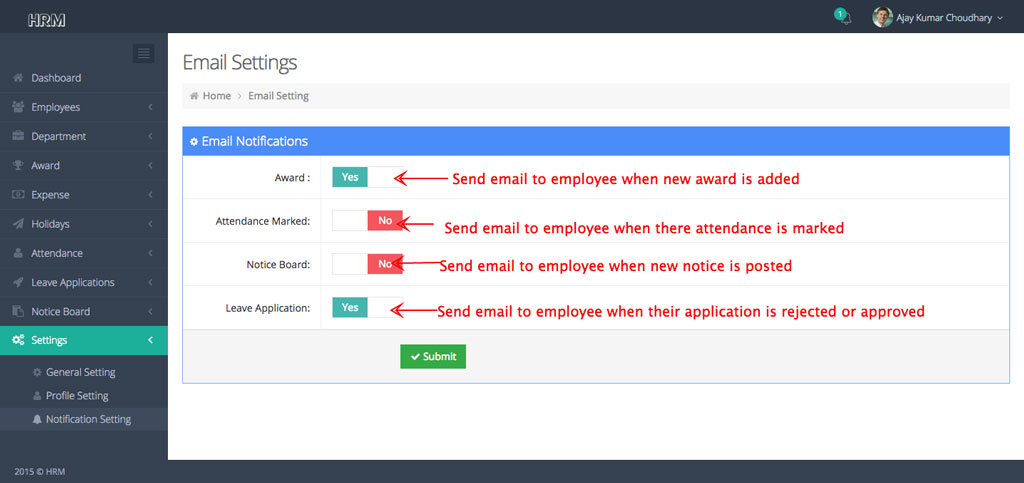 HRM
1
Ajay Kumar Choudhary
Dashboard
Employees
Department
Award
Expense
Holidays
Attendance
Leave Applications
Notice Board
Settings
General Setting
Profile Setting
Notification Setting
2015 © HRM
Email Settings
Home > Email Setting
Email Notifications
Award : Yes Send email to employee when new award is added
Attendance Marked: No Send email to employee when there attendance is marked
Notice Board: No Send email to employee when new notice is posted
Leave Application: Yes Send email to employee when their application is rejected or approved
Submit